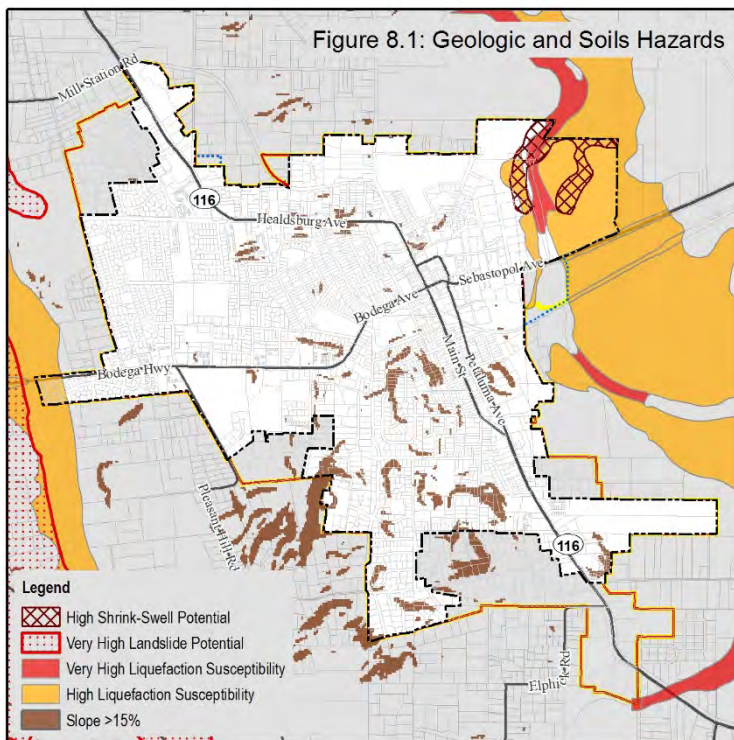 Figure 8.1: Geologic and Soils Hazards
Mill Station Rd
116
Healdsburg Ave
Sebastopol Ave
Bodega Ave
Main St
Petaluma Ave
Bodega Hwy
Pleasant Hill Rd
116
Elphick Rd
Legend
High Shrink-Swell Potential
Very High Landslide Potential
Very High Liquefaction Susceptibility
High Liquefaction Susceptibility
Slope >15%